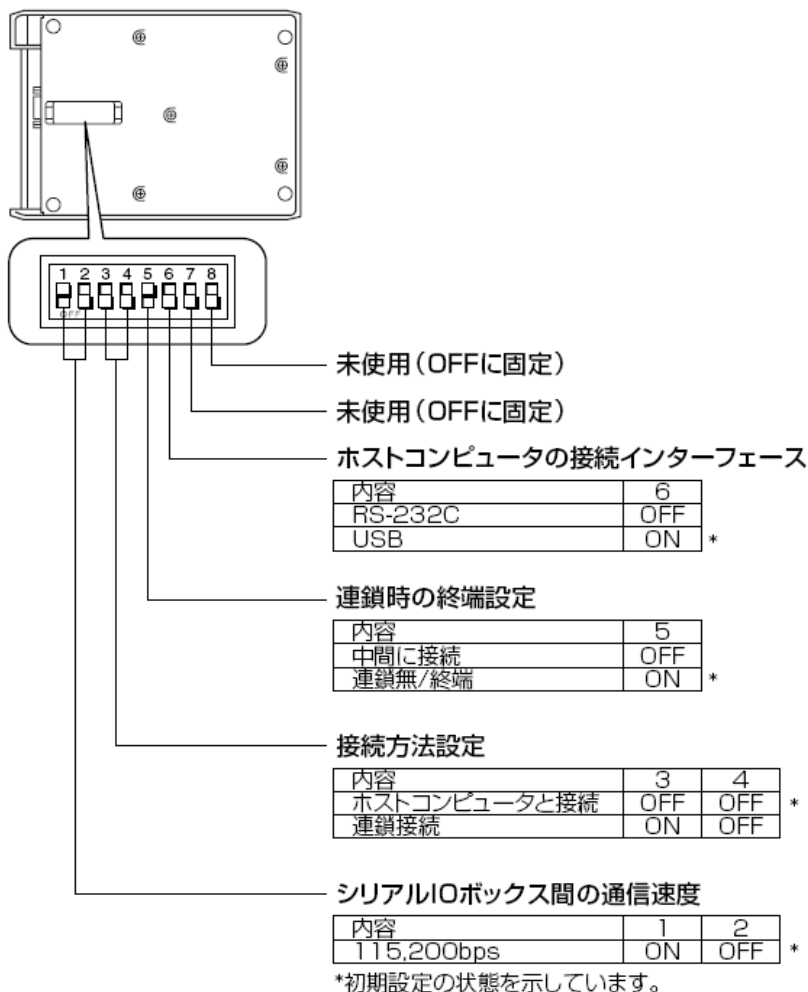 1 2 3 4 5 6 7 8
OFF
未使用(OFFに固定)
未使用(OFFに固定)
ホストコンピュータの接続インターフェース
内容 6
RS-232C OFF
USB ON *
連鎖時の終端設定
内容 5
中間に接続 OFF
連鎖無/終端 ON *
接続方法設定
内容 3 4
ホストコンピュータと接続 OFF OFF *
連鎖接続 ON OFF
シリアルIOボックス間の通信速度
内容 1 2
115,200bps ON OFF *
*初期設定の状態を示しています。